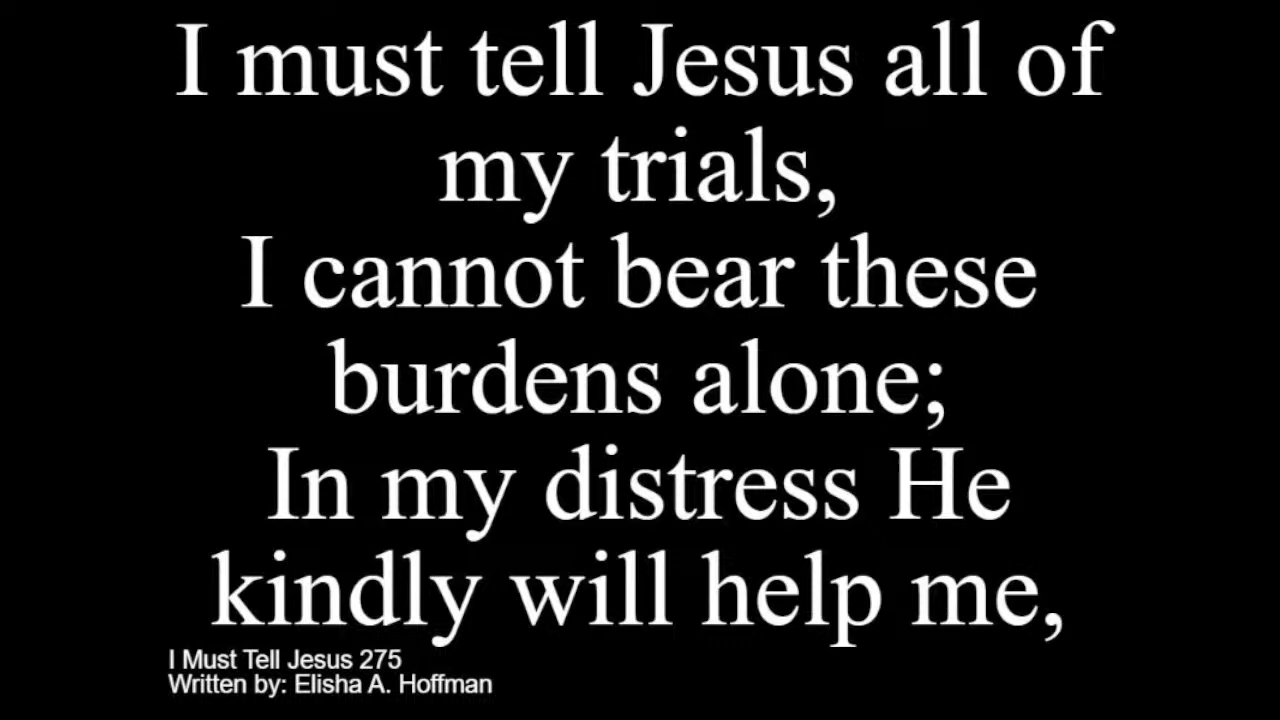 I must tell Jesus all of
my trials,
I cannot bear these
burdens alone;
In my distress He
kindly will help me,
I Must Tell Jesus 275
Written by: Elisha A. Hoffman